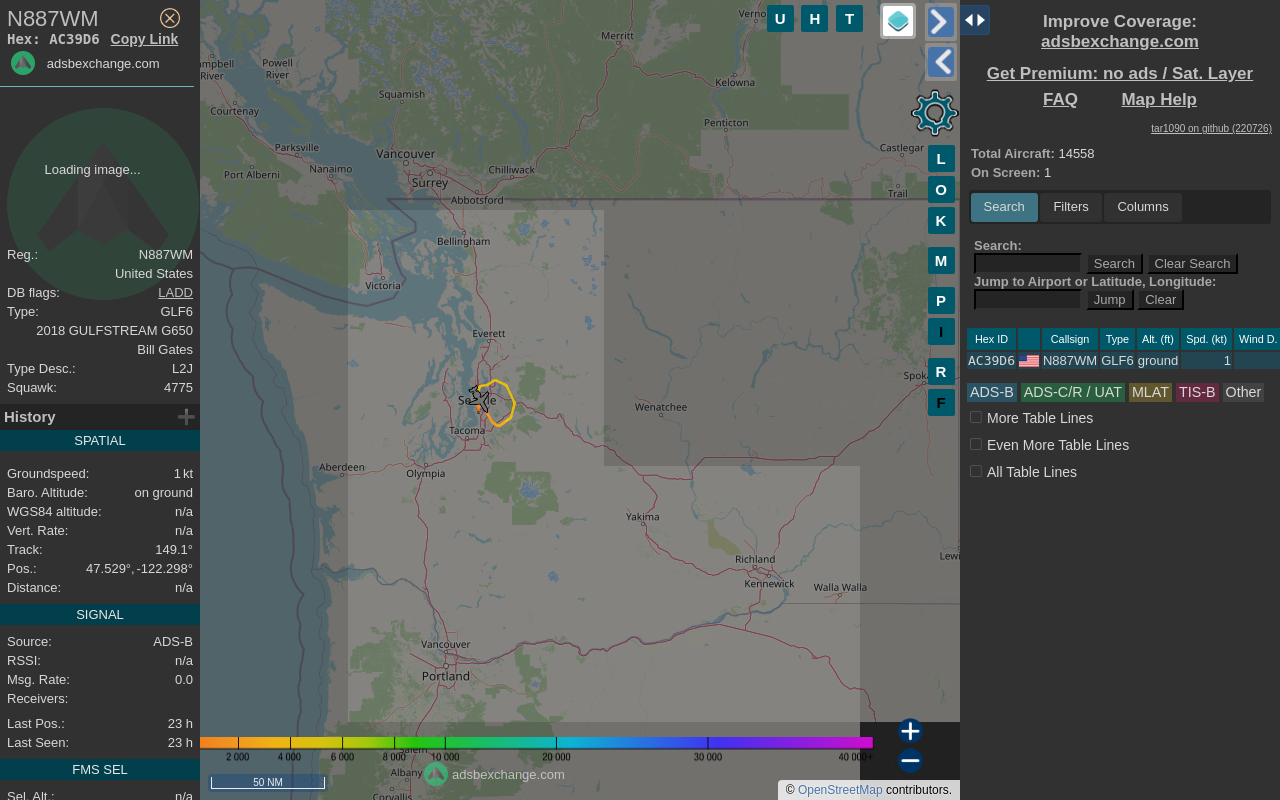 N887WM
Hex: AC39D6 Copy Link
adsbexchange.com
Loading image...
Reg.: N887WM
United States
DB flags: LADD
Type: GLF6
2018 GULFSTREAM G650
Bill Gates
Type Desc.: L2J
Squawk: 4775
History
SPATIAL
Groundspeed: 1 kt
Baro. Altitude: on ground
WGS84 altitude: n/a
Vert. Rate: n/a
Track: 149.1°
Pos.: 47.529°, -122.298°
Distance: n/a
SIGNAL
Source: ADS-B
RSSI: n/a
Msg. Rate: 0.0
Receivers:
Last Pos.: 23 h
Last Seen: 23 h
FMS SEL
Sel. Alt.: n/a
U H T
Merritt
Powell
River
River
Kelowna
Squamish
Courtenay
Penticton
Parksville
Vancouver
Castlegar
Nanaimo
Chilliwack
Port Alberni
Surrey
Abbotsford
Trail
Bellingham
Victoria
Everett
Wenatchee
Tacoma
Aberdeen
Olympia
Yakima
Richland
Kennewick
Walla Walla
Vancouver
Portland
Albany
Corvallis
L
O
K
M
P
I
R
F
2 000 4 000 6 000 8 000 10 000 20 000 30 000 40 000+
50 NM
adsbexchange.com
© OpenStreetMap contributors.
Improve Coverage:
adsbexchange.com
Get Premium: no ads / Sat. Layer
FAQ Map Help
tar1090 on github (220726)
Total Aircraft: 14558
On Screen: 1
Search Filters Columns
Search:
Search Clear Search
Jump to Airport or Latitude, Longitude:
Jump Clear
Hex ID Callsign Type Alt. (ft) Spd. (kt) Wind D.
AC39D6 N887WM GLF6 ground 1
ADS-B ADS-C/R / UAT MLAT TIS-B Other
More Table Lines
Even More Table Lines
All Table Lines